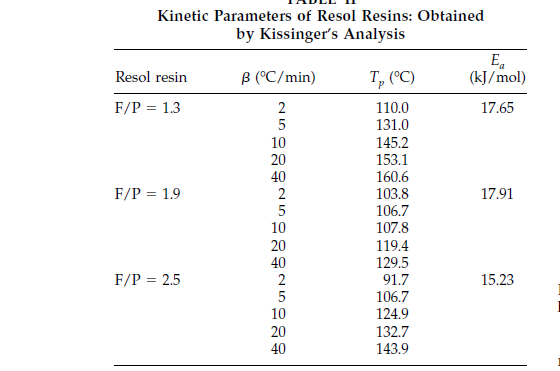 TABLE II
Kinetic Parameters of Resol Resins: Obtained
by Kissinger's Analysis
Resol resin β (°C/min) Tp (°C) Ea (kJ/mol)
F/P = 1.3 2 110.0 17.65
5 131.0
10 145.2
20 153.1
40 160.6
F/P = 1.9 2 103.8 17.91
5 106.7
10 107.8
20 119.4
40 129.5
F/P = 2.5 2 91.7 15.23
5 106.7
10 124.9
20 132.7
40 143.9